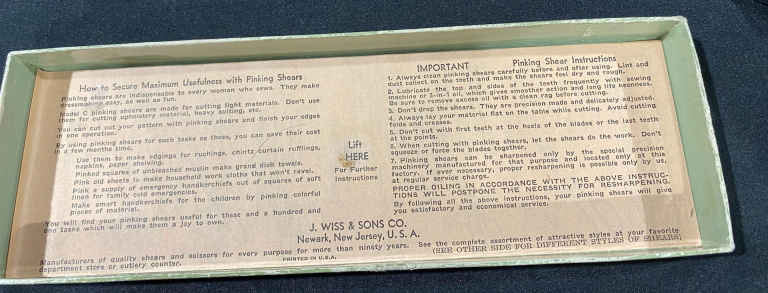 How to Secure Maximum Usefulness with Pinking Shears
Pinking shears are indispensable to every woman who sews. They make
dressmaking easy, as well as fun.
Model C pinking shears are made for cutting light materials. Don't use
them for cutting upholstery material, heavy suiting, etc.
You can cut out your pattern with pinking shears and finish your edges
in one operation.
By using pinking shears for such tasks as these, you can save their cost
in a few months time.
Use them to make edgings for ruchings, chintz curtain rufflings,
napkins, paper shelving.
Pinked squares of unbleached muslin make grand dish towels.
Pink old sheets to make household work cloths that won't ravel.
Pink a supply of emergency handkerchiefs out of squares of soft
linen for family cold emergencies.
Make smart handkerchiefs for the children by pinking colorful
pieces of material.
You will find your pinking shears useful for these and a hundred and
one tasks which will make them a joy to own.
Lift
HERE
For Further
Instructions
IMPORTANT Pinking Shear Instructions
1. Always clean pinking shears carefully before and after using. Lint and
dust collect on the teeth and make the shears feel dry and rough.
2. Lubricate the top and sides of the teeth frequently with sewing
machine or 3-in-1 oil, which gives smoother action and long life keenness.
Be sure to remove excess oil with a clean rag before cutting.
3. Don't drop the shears. They are precision made and delicately adjusted.
4. Always lay your material flat on the table while cutting. Avoid cutting
folds and creases.
5. Don't cut with first teeth at the heels of the blades or the last teeth
at the points.
6. When cutting with pinking shears, let the shears do the work. Don't
squeeze or force the blades together.
7. Pinking shears can be sharpened only by the special precision
machinery manufactured for that purpose and located only at this
factory. If ever necessary, proper resharpening is possible only by us,
at regular service charge.
PROPER OILING IN ACCORDANCE WITH THE ABOVE INSTRUC-
TIONS WILL POSTPONE THE NECESSITY FOR RESHARPENING.
By following all the above instructions, your pinking shears will give
you satisfactory and economical service.
J. WISS & SONS CO.
Newark, New Jersey, U. S. A.
Manufacturers of quality shears and scissors for every purpose for more than ninety years. See the complete assortment of attractive styles at your favorite
department store or cutlery counter.
PRINTED IN U.S.A.
(SEE OTHER SIDE FOR DIFFERENT STYLES OF SHEARS)